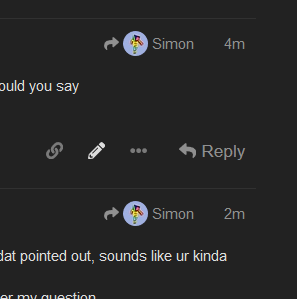 Simon 4m
ould you say
Reply
Simon 2m
dat pointed out, sounds like ur kinda
er my question